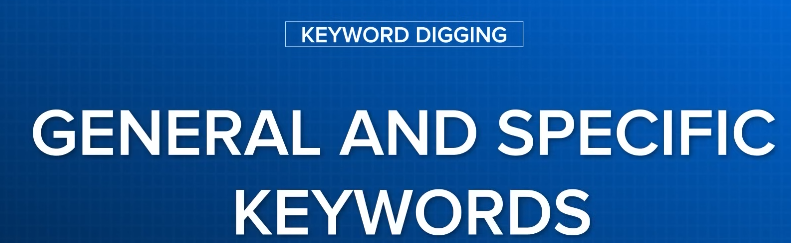 KEYWORD DIGGING
GENERAL AND SPECIFIC
KEYWORDS